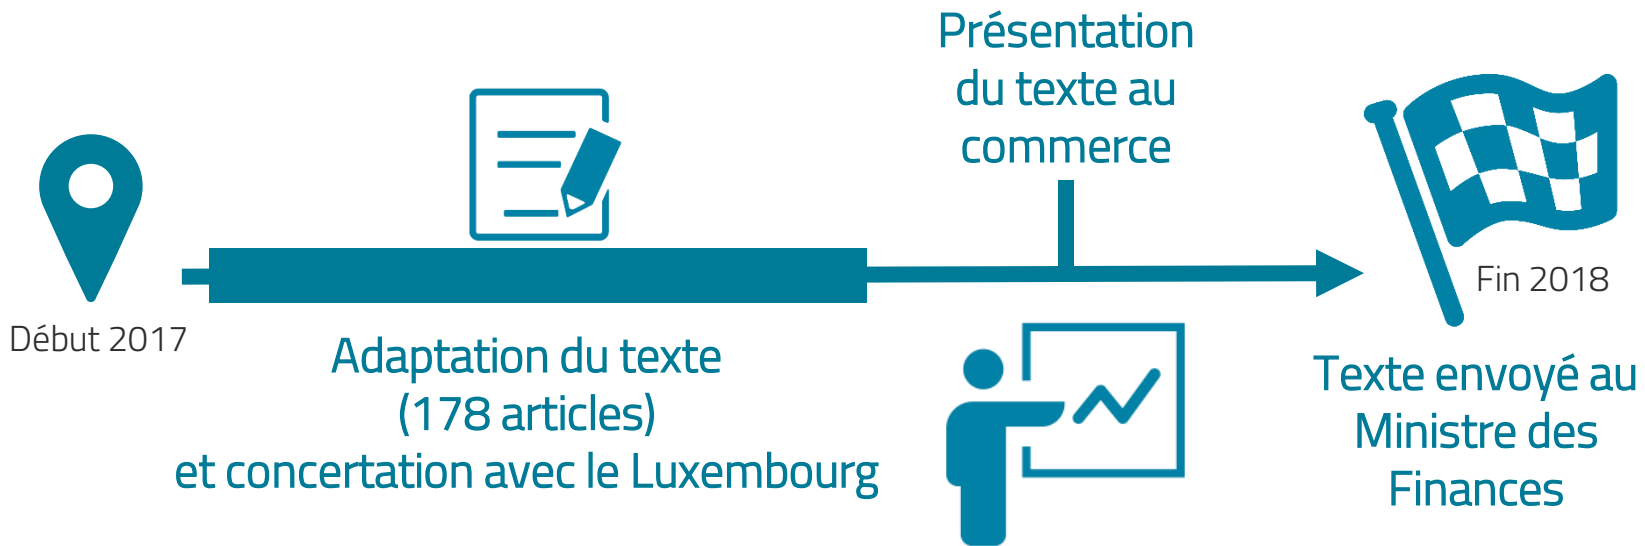 Début 2017
Adaptation du texte
(178 articles)
et concertation avec le Luxembourg
Présentation
du texte au
commerce
Fin 2018
Texte envoyé au
Ministre des
Finances